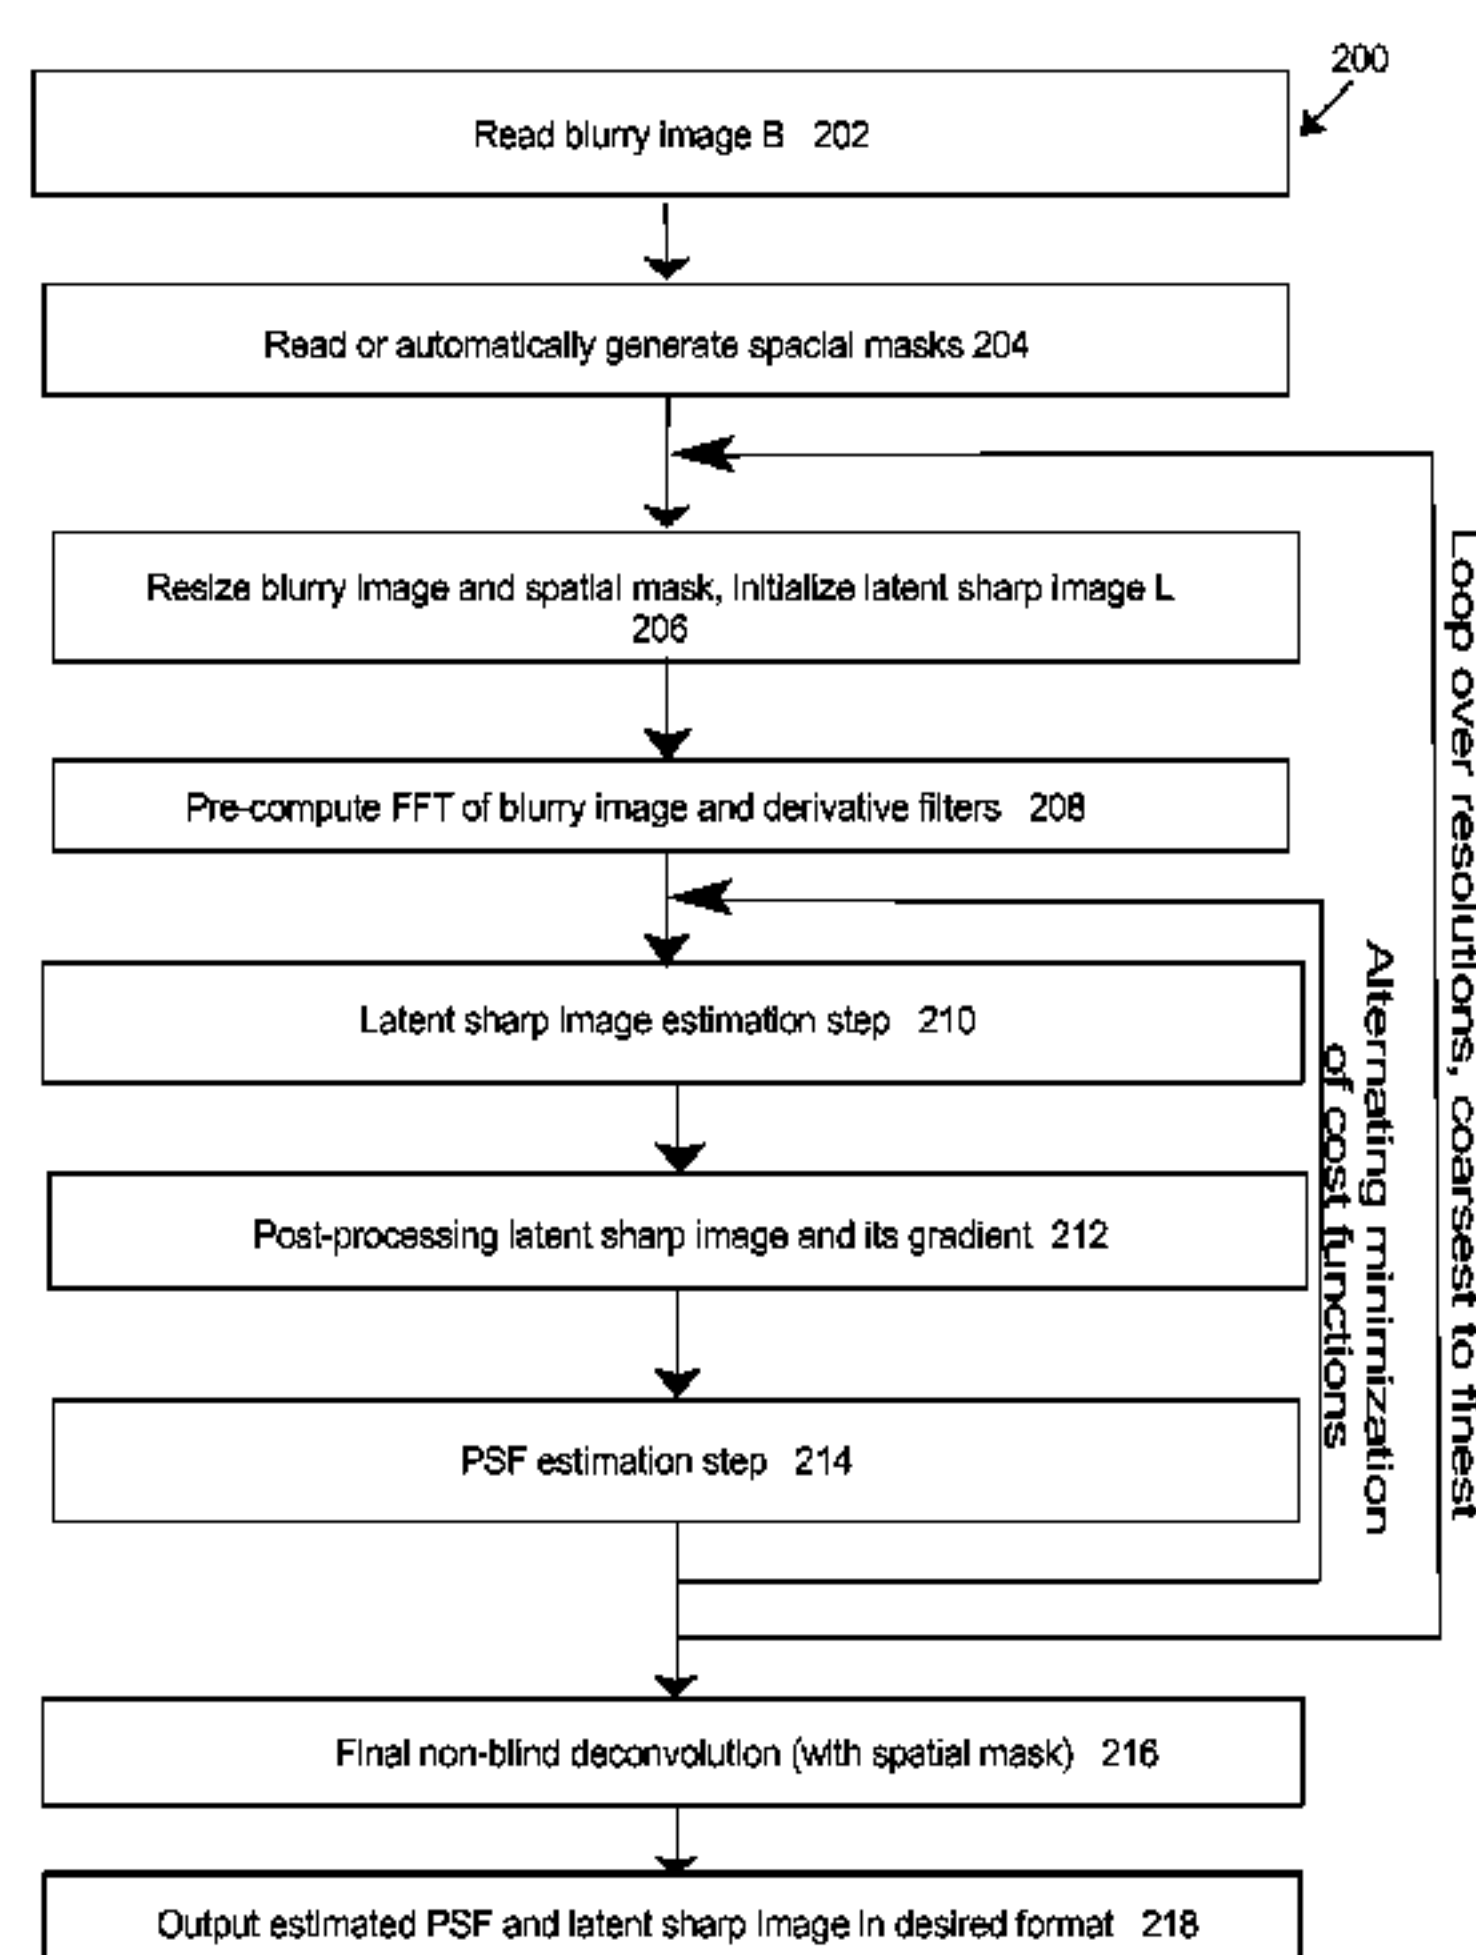 200
Read blurry image B 202
Read or automatically generate spacial masks 204
Resize blurry image and spatial mask, initialize latent sharp image L
206
Pre-compute FFT of blurry image and derivative filters 208
Latent sharp image estimation step 210
Post-processing latent sharp image and its gradient 212
PSF estimation step 214
Alternating minimization
of cost functions
Loop over resolutions, coarsest to finest
Final non-blind deconvolution (with spatial mask) 216
Output estimated PSF and latent sharp image in desired format 218